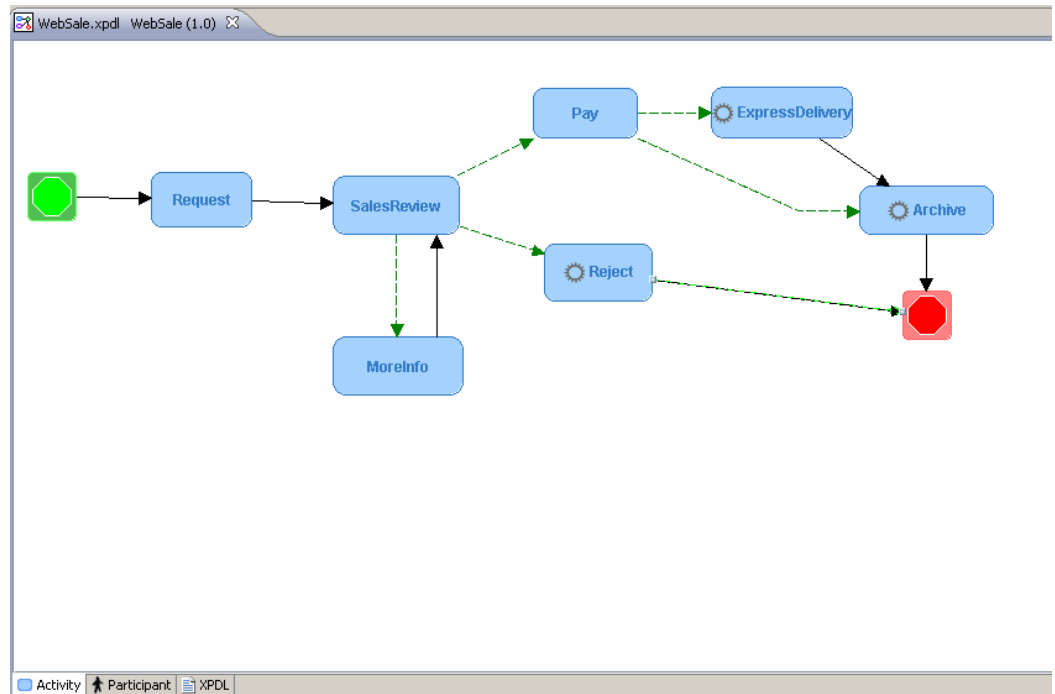 WebSale.xpdl WebSale (1.0)
Pay
ExpressDelivery
Request
SalesReview
Archive
Reject
MoreInfo
Activity Participant XPDL